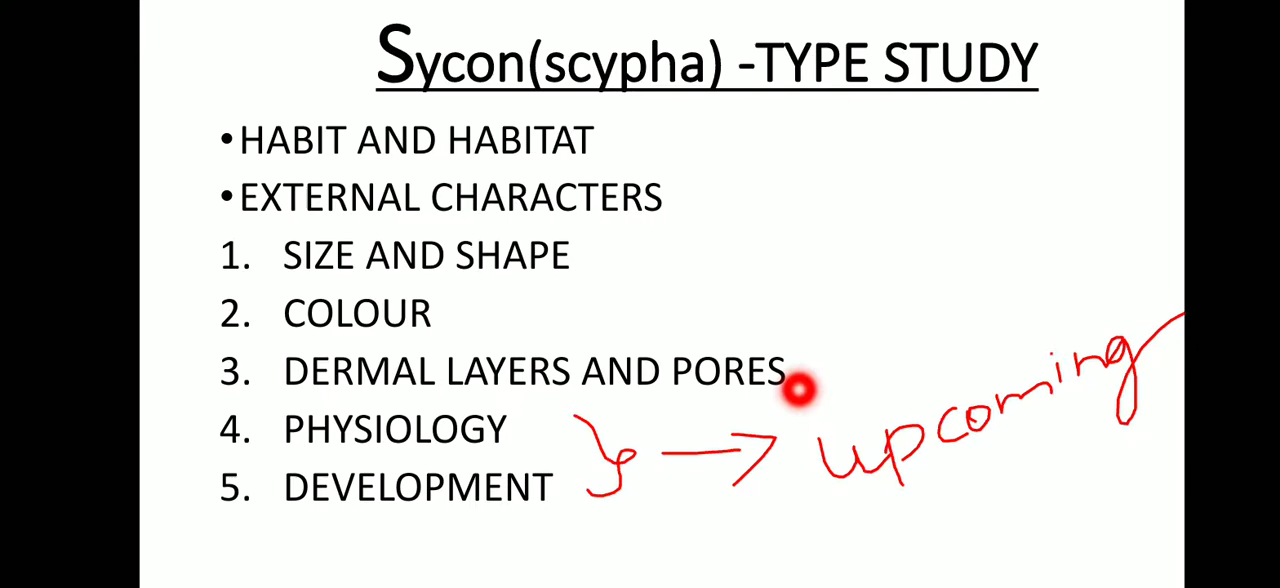 Sycon(scypha) -TYPE STUDY
•HABIT AND HABITAT
•EXTERNAL CHARACTERS
1. SIZE AND SHAPE
2. COLOUR
3. DERMAL LAYERS AND PORES
4. PHYSIOLOGY
5. DEVELOPMENT
upcoming